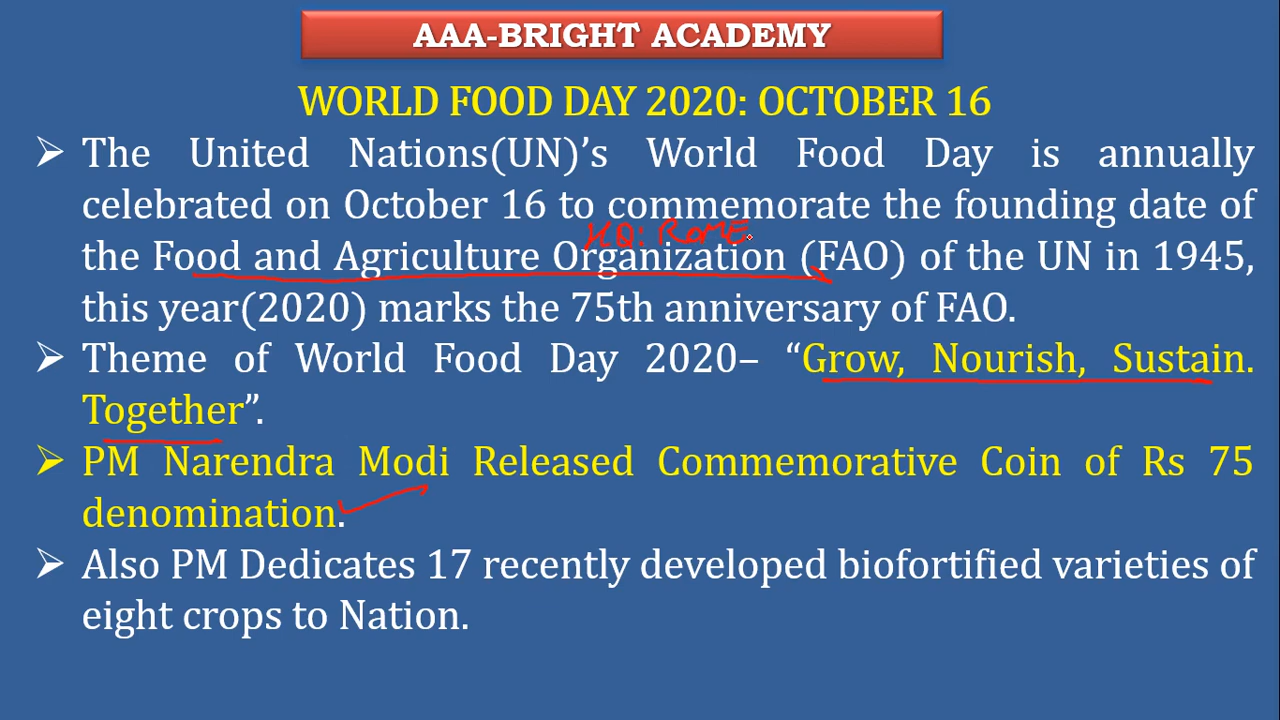 AAA-BRIGHT ACADEMY
WORLD FOOD DAY 2020: OCTOBER 16
➢ The United Nations(UN)’s World Food Day is annually
celebrated on October 16 to commemorate the founding date of
HQ: ROME
the Food and Agriculture Organization (FAO) of the UN in 1945,
this year(2020) marks the 75th anniversary of FAO.
➢ Theme of World Food Day 2020– “Grow, Nourish, Sustain.
Together”.
➢ PM Narendra Modi Released Commemorative Coin of Rs 75
denomination.
➢ Also PM Dedicates 17 recently developed biofortified varieties of
eight crops to Nation.